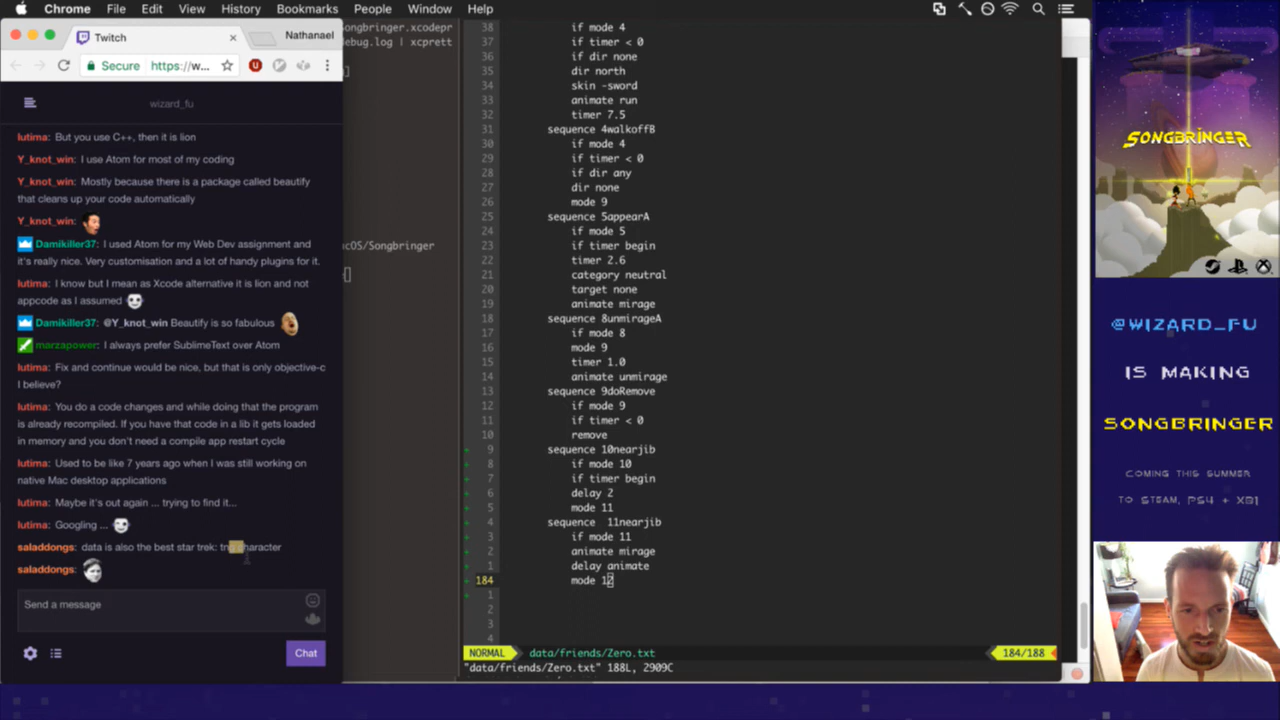 Chrome File Edit View History Bookmarks People Window Help
Twitch
Nathanael
Secure https://w...
wizard_fu
lutima: But you use C++, then it is lion
Y_knot_win: I use Atom for most of my coding
Y_knot_win: Mostly because there is a package called beautify
that cleans up your code automatically
Y_knot_win:
Damikiller37: I used Atom for my Web Dev assignment and
it's really nice. Very customisation and a lot of handy plugins for it.
lutima: I know but I mean as Xcode alternative it is lion and not
appcode as I assumed
Damikiller37: @Y_knot_win Beautify is so fabulous
marzapower: I always prefer SublimeText over Atom
lutima: Fix and continue would be nice, but that is only objective-c
I believe?
lutima: You do a code changes and while doing that the program
is already recompiled. If you have that code in a lib it gets loaded
in memory and you don't need a compile app restart cycle
lutima: Used to be like 7 years ago when I was still working on
native Mac desktop applications
lutima: Maybe it's out again ... trying to find it...
lutima: Googling ...
saladdongs: data is also the best star trek: tng character
saladdongs:
Send a message
Chat
Songbringer.xcodepr
debug.log | xcprett
acOS/Songbringer
38 if mode 4
37 if timer < 0
36 if dir none
35 dir north
34 skin -sword
33 animate run
32 timer 7.5
31 sequence 4walkoffB
30 if mode 4
29 if timer < 0
28 if dir any
27 dir none
26 mode 9
25 sequence 5appearA
24 if mode 5
23 if timer begin
22 timer 2.6
21 category neutral
20 target none
19 animate mirage
18 sequence 8unmirageA
17 if mode 8
16 mode 9
15 timer 1.0
14 animate unmirage
13 sequence 9doRemove
12 if mode 9
11 if timer < 0
10 remove
9 sequence 10nearjib
8 if mode 10
7 if timer begin
6 delay 2
5 mode 11
4 sequence 11nearjib
3 if mode 11
2 animate mirage
1 delay animate
184 mode 12
1
2
3
4
NORMAL data/friends/Zero.txt 184/188
"data/friends/Zero.txt" 188L, 2909C
SONGBRINGER
@WIZARD_FU
IS MAKING
SONGBRINGER
COMING THIS SUMMER
TO STEAM, PS4 + XB1